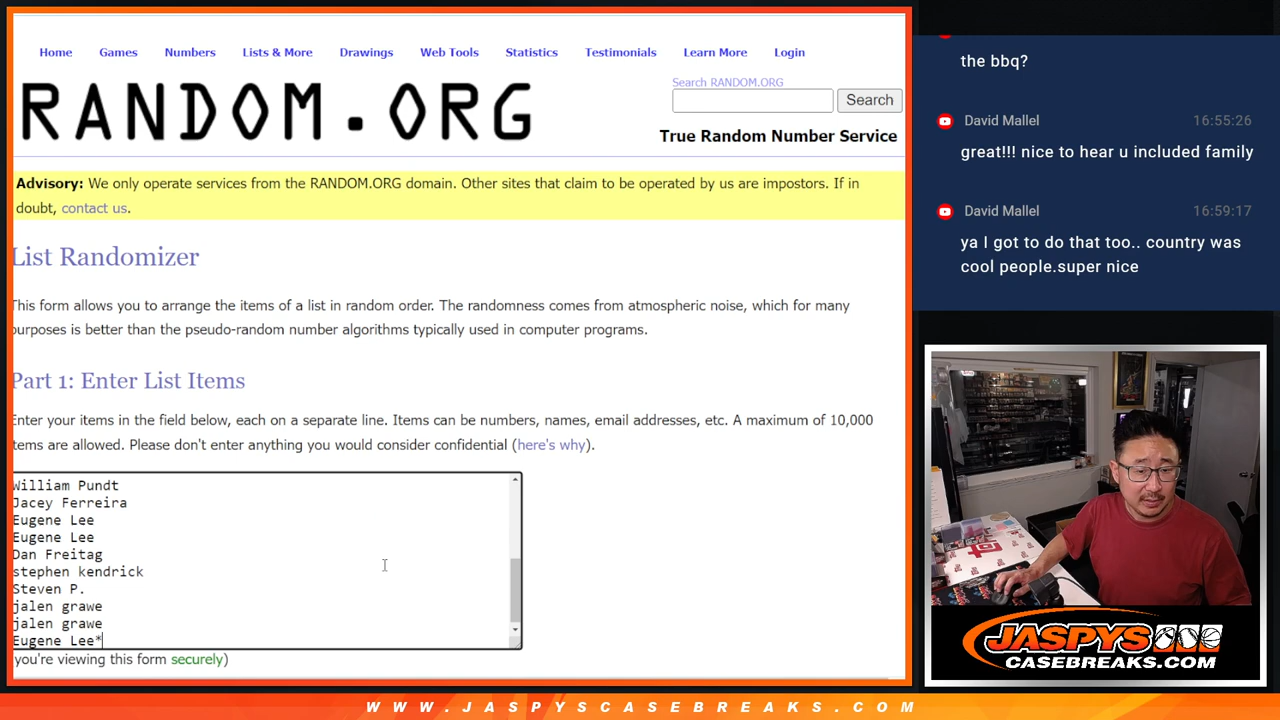 Home Games Numbers Lists & More Drawings Web Tools Statistics Testimonials Learn More Login
RANDOM.ORG
Search RANDOM.ORG
Search
True Random Number Service
Advisory: We only operate services from the RANDOM.ORG domain. Other sites that claim to be operated by us are impostors. If in
doubt, contact us.
List Randomizer
This form allows you to arrange the items of a list in random order. The randomness comes from atmospheric noise, which for many
purposes is better than the pseudo-random number algorithms typically used in computer programs.
Part 1: Enter List Items
Enter your items in the field below, each on a separate line. Items can be numbers, names, email addresses, etc. A maximum of 10,000
items are allowed. Please don't enter anything you would consider confidential (here's why).
William Pundt
Jacey Ferreira
Eugene Lee
Eugene Lee
Dan Freitag
stephen kendrick
Steven P.
jalen grawe
jalen grawe
Eugene Lee*
you're viewing this form securely)
the bbq?
David Mallel 16:55:26
great!!! nice to hear u included family
David Mallel 16:59:17
ya I got to do that too.. country was
cool people.super nice
JASPYS
CASEBREAKS.COM
WWW.JASPYSCASEBREAKS.COM